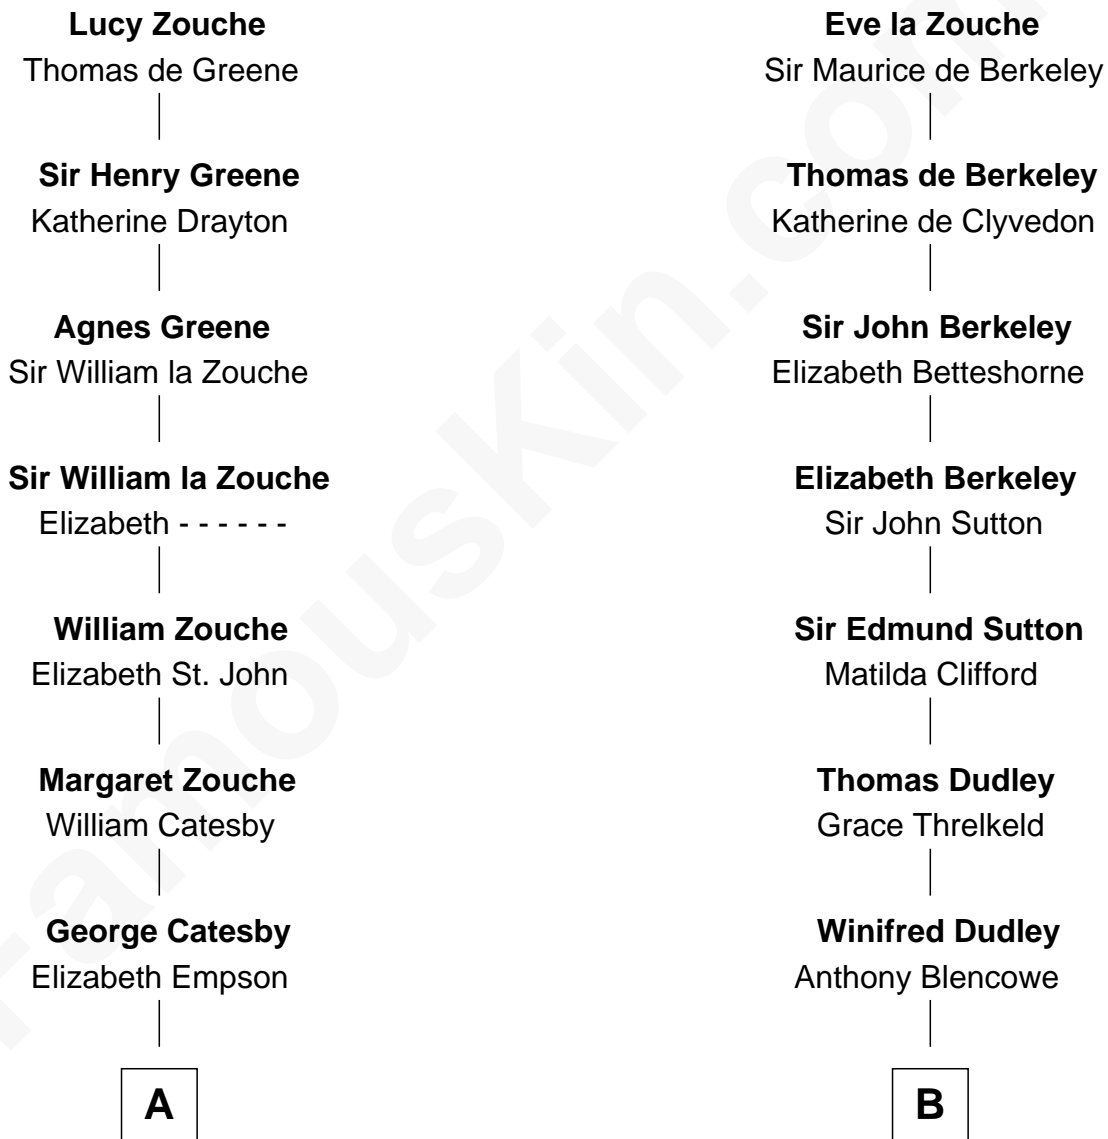 Lucy Zouche
Thomas de Greene
Sir Henry Greene
Katherine Drayton
Agnes Greene
Sir William la Zouche
Sir William la Zouche
Elizabeth - - - - - -
William Zouche
Elizabeth St. John
Margaret Zouche
William Catesby
George Catesby
Elizabeth Empson
A
Eve la Zouche
Sir Maurice de Berkeley
Thomas de Berkeley
Katherine de Clyvedon
Sir John Berkeley
Elizabeth Betteshorne
Elizabeth Berkeley
Sir John Sutton
Sir Edmund Sutton
Matilda Clifford
Thomas Dudley
Grace Threlkeld
Winifred Dudley
Anthony Blencowe
B
FamousKin.com